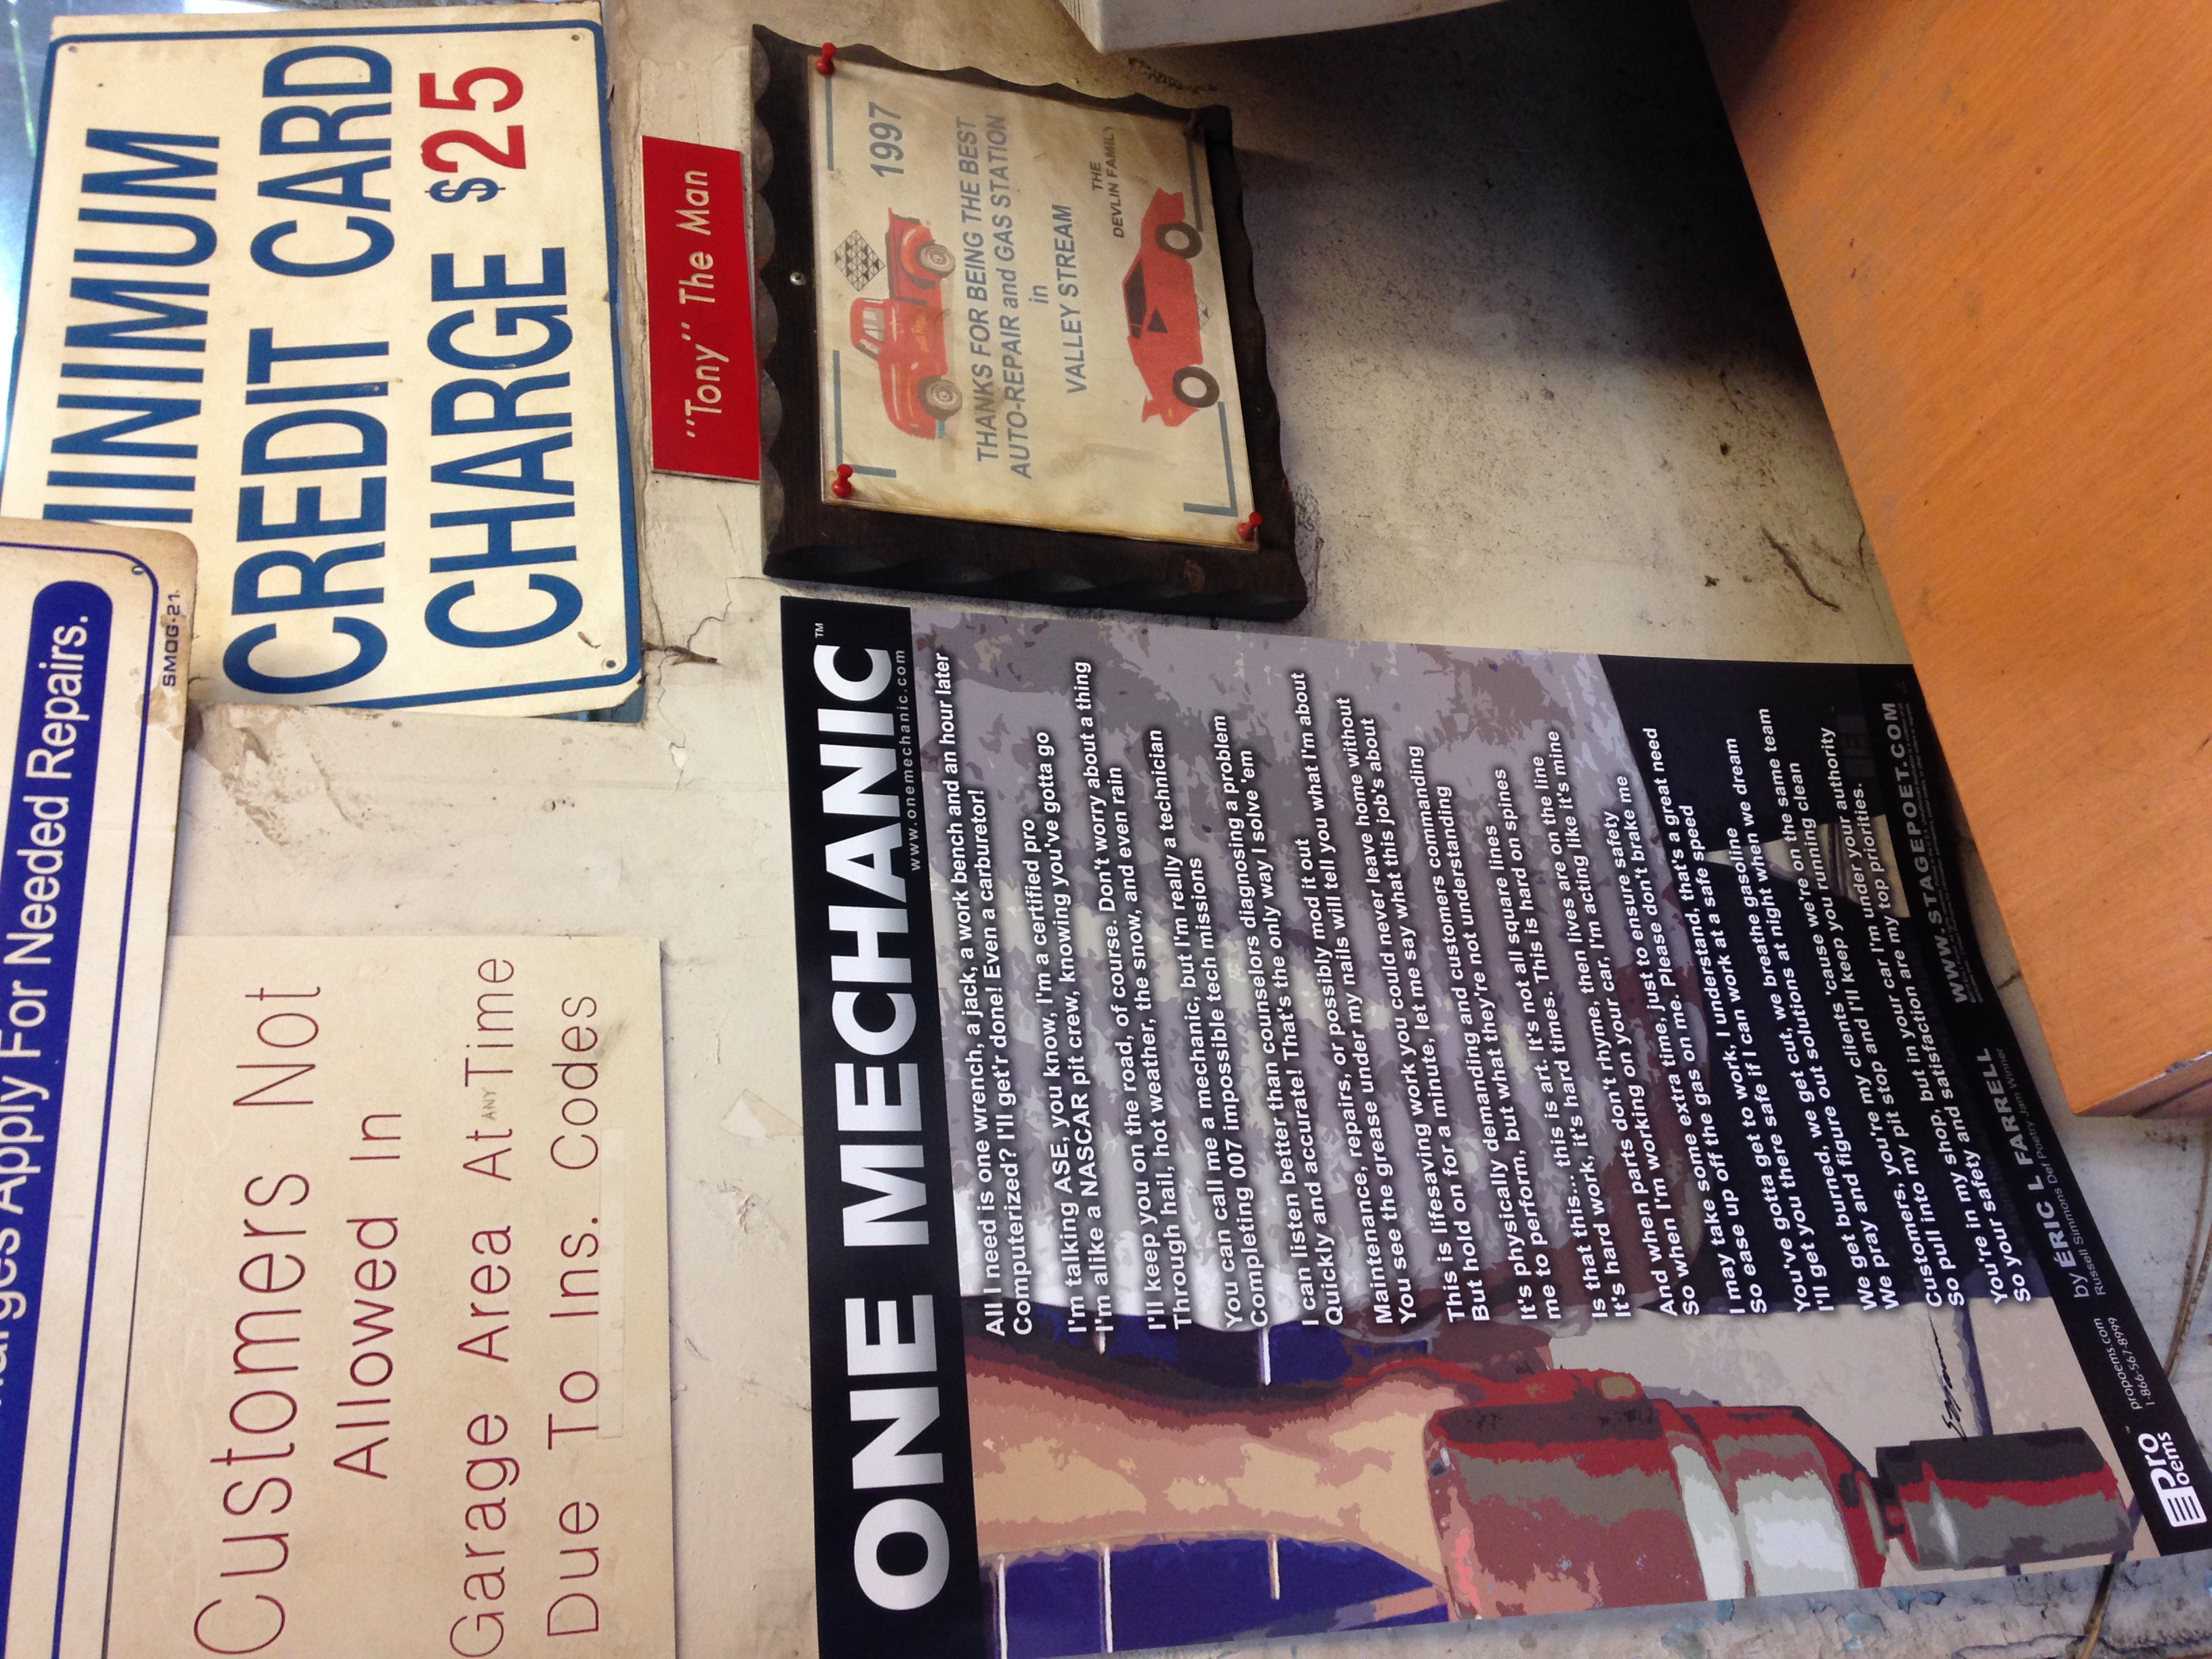 Charges Apply For Needed Repairs.
SMOG-21
MINIMUM
CREDIT CARD
CHARGE $25
Customers Not
Allowed In
Garage Area At ANY Time
Due To Ins. Codes
"Tony" The Man
1997
THANKS FOR BEING THE BEST
AUTO-REPAIR and GAS STATION
in
VALLEY STREAM
THE
DEVLIN FAMILY
ONE MECHANIC™
www.onemechanic.com
All I need is one wrench, a jack, a work bench and an hour later
Computerized? I'll get'r done! Even a carburetor!
I'm talking ASE, you know, I'm a certified pro
I'm alike a NASCAR pit crew, knowing you've gotta go
I'll keep you on the road, of course. Don't worry about a thing
Through hail, hot weather, the snow, and even rain
You can call me a mechanic, but I'm really a technician
Completing 007 impossible tech missions
I can listen better than counselors diagnosing a problem
Quickly and accurate! That's the only way I solve 'em
Maintenance, repairs, or possibly mod it out
You see the grease under my nails will tell you what I'm about
This is lifesaving work you could never leave home without
But hold on for a minute, let me say what this job's about
It's physically demanding and customers commanding
me to perform, but what they're not understanding
Is that this... this is art. It's not all square lines
It's hard work, it's hard times. This is hard on spines
And when parts don't rhyme, then lives are on the line
So when I'm working on your car, I'm acting like it's mine
I may take some extra time, just to ensure safety
So ease up off the gas on me. Please don't brake me
You've gotta get to work, I understand, that's a great need
I'll get you there safe if I can work at a safe speed
We get burned, we get cut, we breathe gasoline
We pray and figure out solutions at night when we dream
Customers, you're my clients 'cause we're on the same team
So pull into my pit stop and I'll keep you running clean
You're in my shop, but in your car I'm under your authority
So your safety and satisfaction are my top priorities.
by ÉRIC L FARRELL
Russell Simmons Def Poetry Jam Winner
WWW.STAGEPOET.COM
Pro Poems
propoems.com
1-866-567-8999